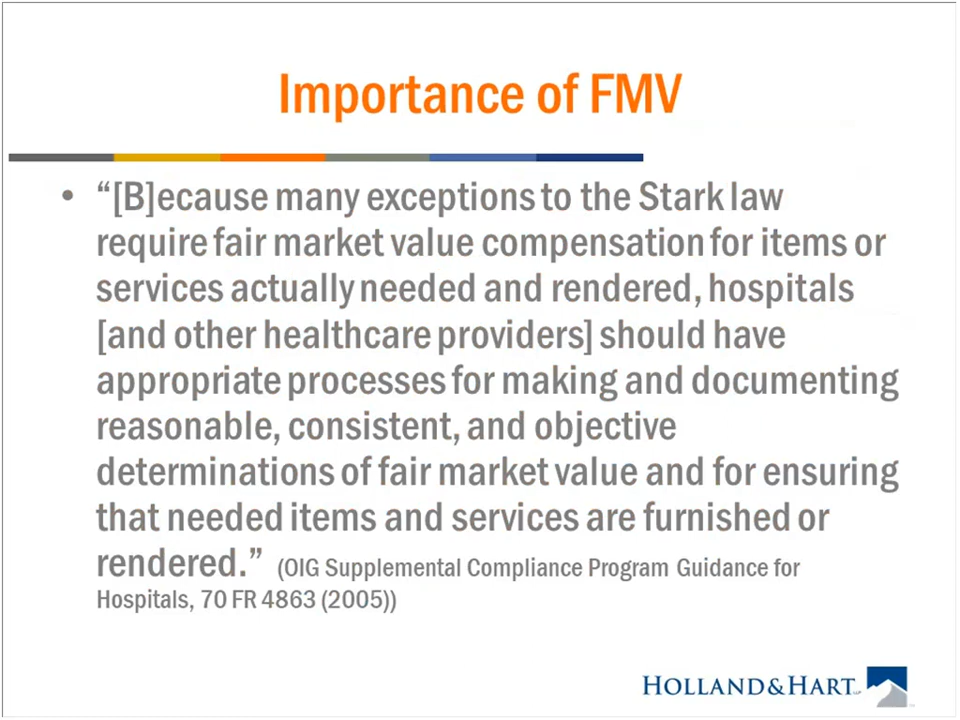 Importance of FMV
• “[B]ecause many exceptions to the Stark law
require fair market value compensation for items or
services actually needed and rendered, hospitals
[and other healthcare providers] should have
appropriate processes for making and documenting
reasonable, consistent, and objective
determinations of fair market value and for ensuring
that needed items and services are furnished or
rendered.” (OIG Supplemental Compliance Program Guidance for
Hospitals, 70 FR 4863 (2005))
HOLLAND&HART LLP